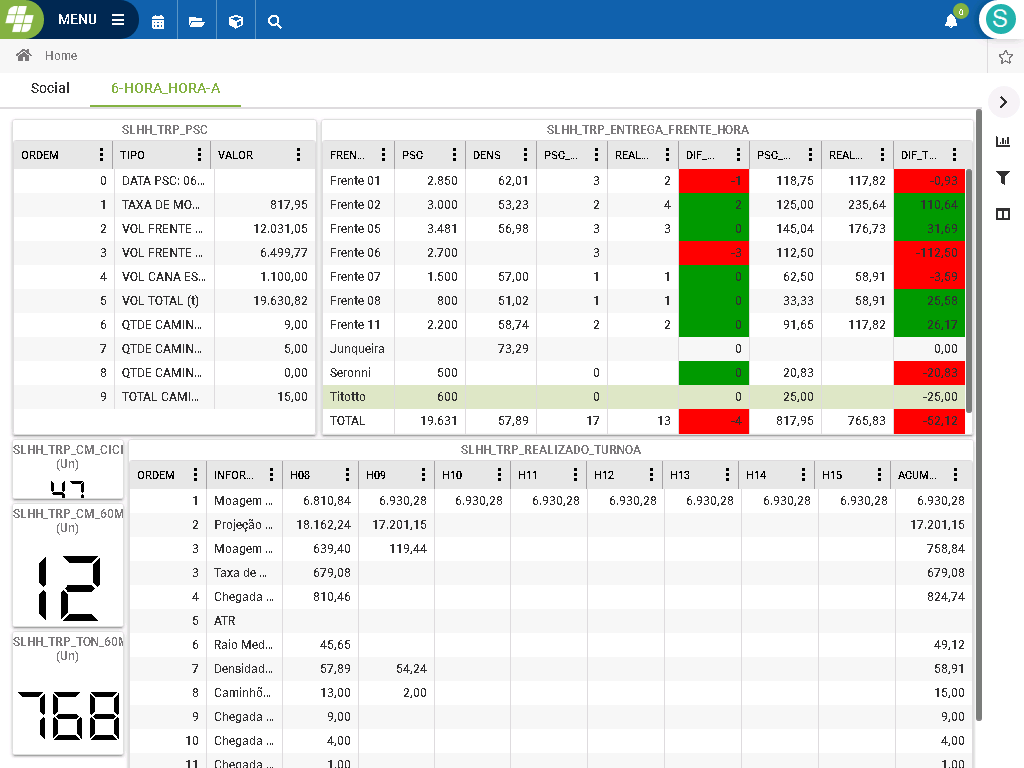 MENU
6
S
Home
Social 6-HORA_HORA-A
SLHH_TRP_PSC
ORDEM TIPO VALOR
0 DATA PSC: 06...
1 TAXA DE MO... 817,95
2 VOL FRENTE ... 12.031,05
3 VOL FRENTE ... 6.499,77
4 VOL CANA ES... 1.100,00
5 VOL TOTAL (t) 19.630,82
6 QTDE CAMIN... 9,00
7 QTDE CAMIN... 5,00
8 QTDE CAMIN... 0,00
9 TOTAL CAMI... 15,00
SLHH_TRP_ENTREGA_FRENTE_HORA
FREN... PSC DENS PSC_... REAL... DIF_... PSC_... REAL... DIF_T...
Frente 01 2.850 62,01 3 2 -1 118,75 117,82 -0,93
Frente 02 3.000 53,23 2 4 2 125,00 235,64 110,64
Frente 05 3.481 56,98 3 3 0 145,04 176,73 31,69
Frente 06 2.700 3 -3 112,50 -112,50
Frente 07 1.500 57,00 1 1 0 62,50 58,91 -3,59
Frente 08 800 51,02 1 1 0 33,33 58,91 25,58
Frente 11 2.200 58,74 2 2 0 91,65 117,82 26,17
Junqueira 73,29 0 0,00
Seronni 500 0 0 20,83 -20,83
Titotto 600 0 0 25,00 -25,00
TOTAL 19.631 57,89 17 13 -4 817,95 765,83 -52,12
SLHH_TRP_CM_CICI
(Un)
47
SLHH_TRP_CM_60M
(Un)
12
SLHH_TRP_TON_60M
(Un)
768
SLHH_TRP_REALIZADO_TURNOA
ORDEM INFOR... H08 H09 H10 H11 H12 H13 H14 H15 ACUM...
1 Moagem ... 6.810,84 6.930,28 6.930,28 6.930,28 6.930,28 6.930,28 6.930,28 6.930,28 6.930,28
2 Projeção ... 18.162,24 17.201,15 17.201,15
3 Moagem ... 639,40 119,44 758,84
3 Taxa de ... 679,08 679,08
4 Chegada ... 810,46 824,74
5 ATR
6 Raio Med... 45,65 49,12
7 Densidad... 57,89 54,24 58,91
8 Caminhõ... 13,00 2,00 15,00
9 Chegada ... 9,00 9,00
10 Chegada ... 4,00 4,00
11 Chegada ... 1,00 1,00